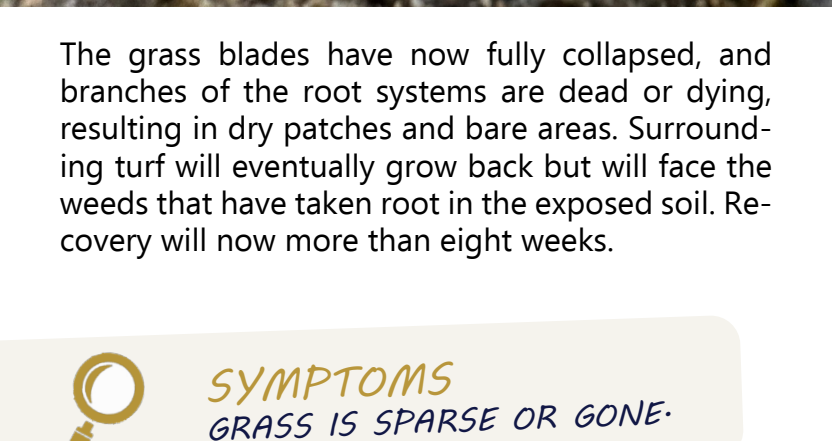 The grass blades have now fully collapsed, and
branches of the root systems are dead or dying,
resulting in dry patches and bare areas. Surround-
ing turf will eventually grow back but will face the
weeds that have taken root in the exposed soil. Re-
covery will now more than eight weeks.
SYMPTOMS
GRASS IS SPARSE OR GONE.